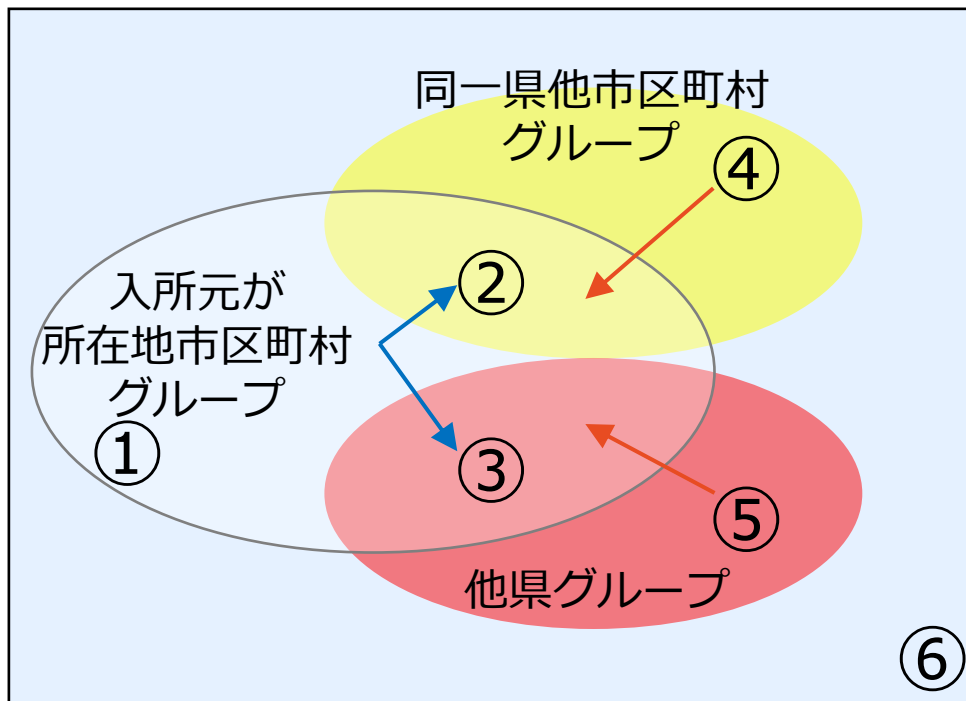 同一県他市区町村
グループ
④
②
入所元が
所在地市区町村
グループ
①
③
⑤
他県グループ
⑥